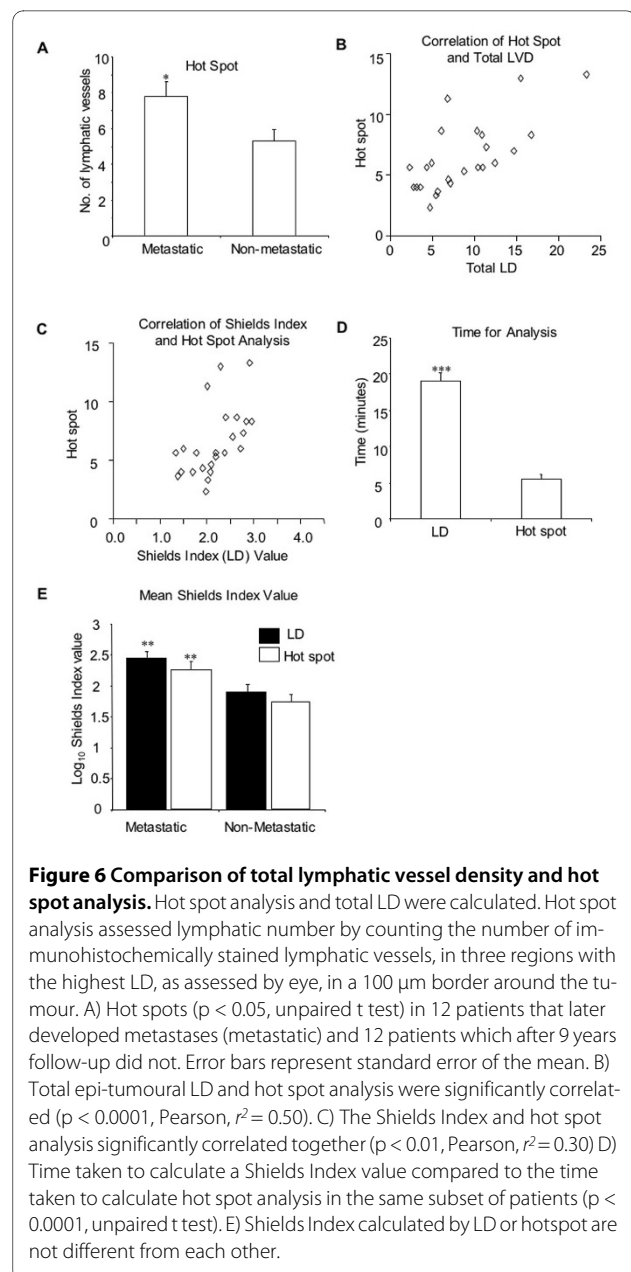 A
Hot Spot
10
8
6
4
2
0
No. of lymphatic vessels
*
Metastatic
Non-metastatic
B
Correlation of Hot Spot
and Total LVD
15
10
5
0
Hot spot
0 5 10 15 20 25
Total LD
C
Correlation of Shields Index
and Hot Spot Analysis
15
10
5
0
Hot spot
0.0 1.0 2.0 3.0 4.0
Shields Index (LD) Value
D
Time for Analysis
25
20
15
10
5
0
Time (minutes)
***
LD
Hot spot
E
Mean Shields Index Value
3
2.5
2
1.5
1
0.5
0
Log10 Shields Index value
**
**
LD
Hot spot
Metastatic
Non-Metastatic
Figure 6 Comparison of total lymphatic vessel density and hot
spot analysis. Hot spot analysis and total LD were calculated. Hot spot
analysis assessed lymphatic number by counting the number of im-
munohistochemically stained lymphatic vessels, in three regions with
the highest LD, as assessed by eye, in a 100 μm border around the tu-
mour. A) Hot spots (p < 0.05, unpaired t test) in 12 patients that later
developed metastases (metastatic) and 12 patients which after 9 years
follow-up did not. Error bars represent standard error of the mean. B)
Total epi-tumoural LD and hot spot analysis were significantly correlat-
ed (p < 0.0001, Pearson, r² = 0.50). C) The Shields Index and hot spot
analysis significantly correlated together (p < 0.01, Pearson, r² = 0.30) D)
Time taken to calculate a Shields Index value compared to the time
taken to calculate hot spot analysis in the same subset of patients (p <
0.0001, unpaired t test). E) Shields Index calculated by LD or hotspot are
not different from each other.